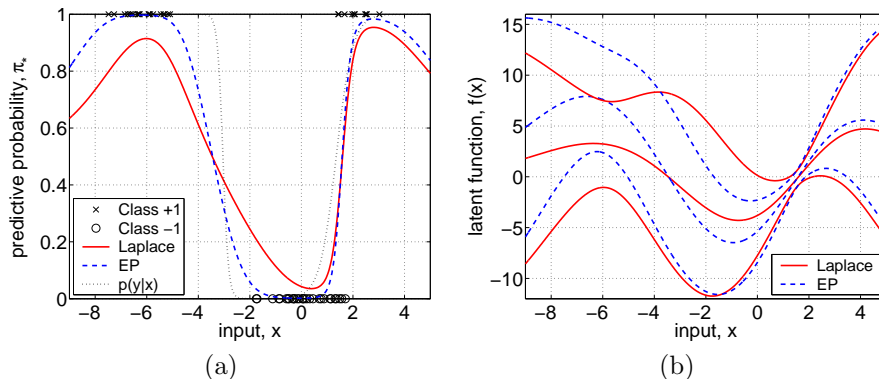 predictive probability, π*
1
0.8
0.6
0.4
0.2
0
Class +1
Class −1
Laplace
EP
p(y|x)
−8 −6 −4 −2 0 2 4
input, x
(a)
latent function, f(x)
15
10
5
0
−5
−10
Laplace
EP
−8 −6 −4 −2 0 2 4
input, x
(b)